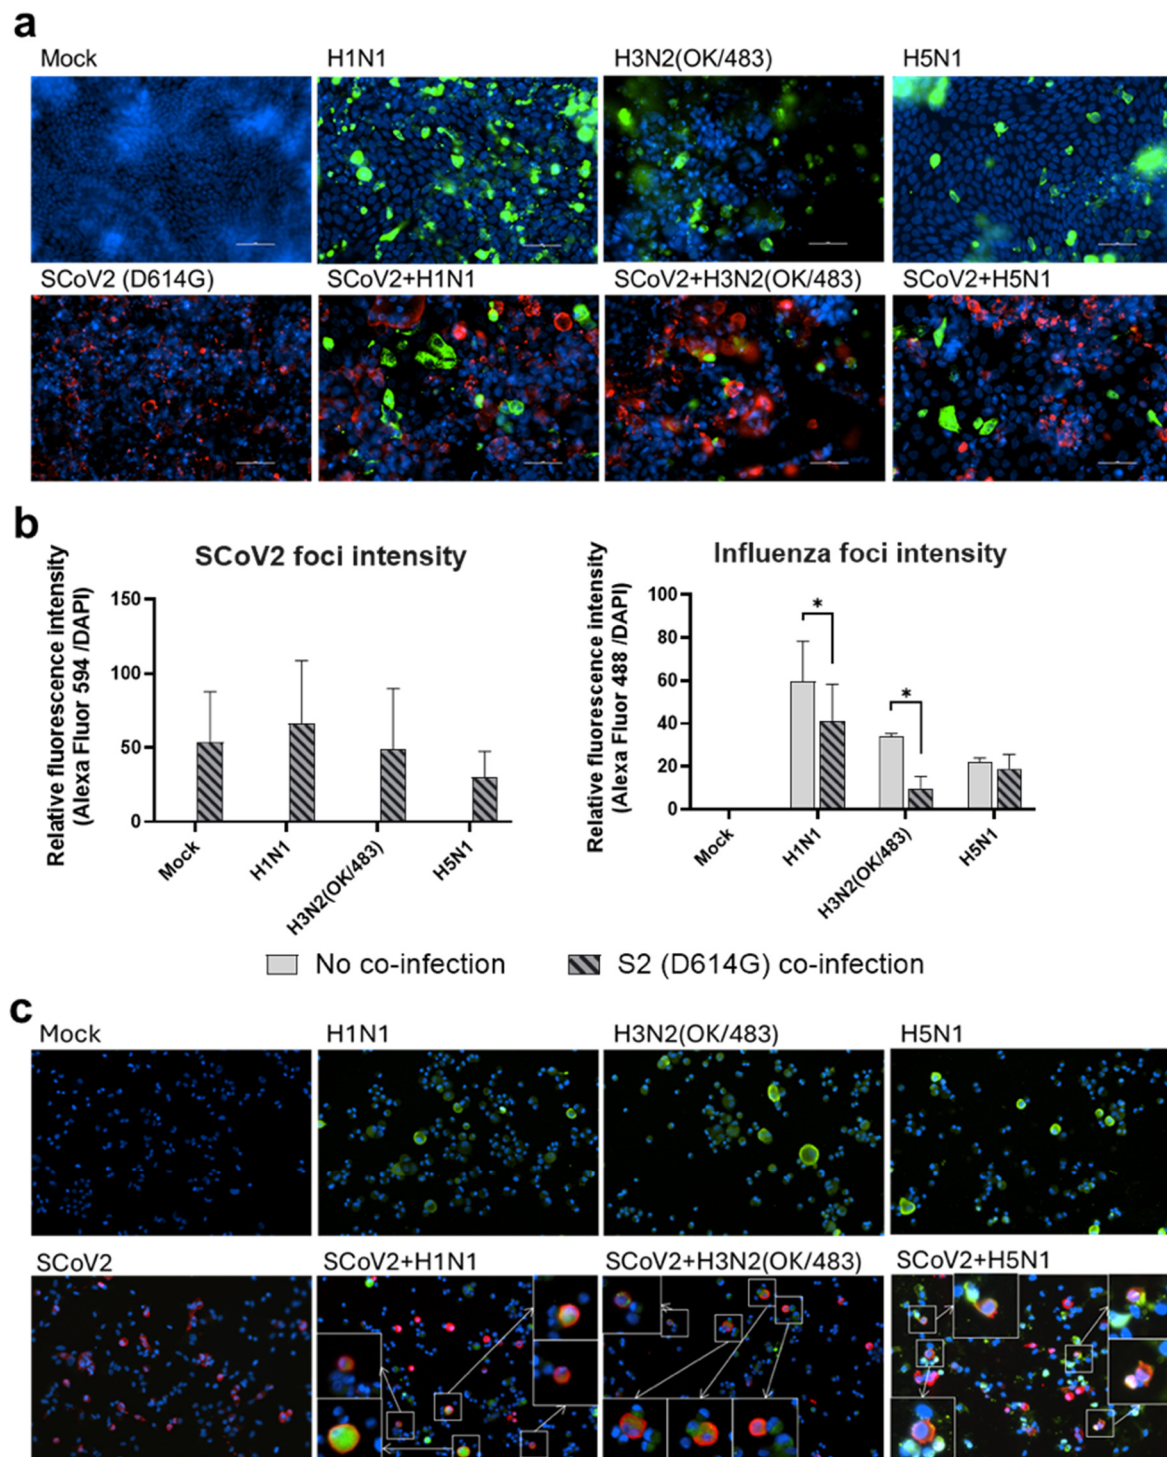 a
Mock H1N1 H3N2(OK/483) H5N1
SCoV2 (D614G) SCoV2+H1N1 SCoV2+H3N2(OK/483) SCoV2+H5N1
b
SCoV2 foci intensity
Relative fluorescence intensity
(Alexa Fluor 594 /DAPI)
150
100
50
0
Mock H1N1 H3N2(OK/483) H5N1
Influenza foci intensity
Relative fluorescence intensity
(Alexa Fluor 488 /DAPI)
100
80
60
40
20
0
* *
Mock H1N1 H3N2(OK/483) H5N1
No co-infection S2 (D614G) co-infection
c
Mock H1N1 H3N2(OK/483) H5N1
SCoV2 SCoV2+H1N1 SCoV2+H3N2(OK/483) SCoV2+H5N1